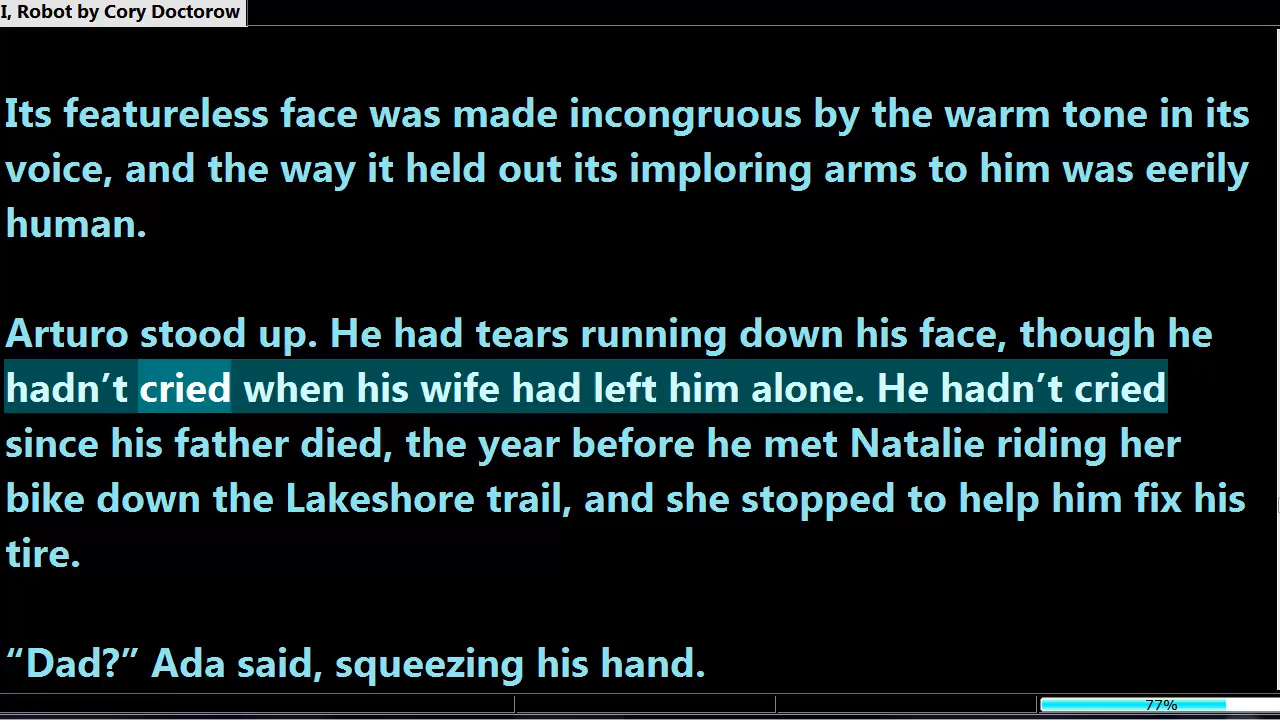 I, Robot by Cory Doctorow
Its featureless face was made incongruous by the warm tone in its
voice, and the way it held out its imploring arms to him was eerily
human.
Arturo stood up. He had tears running down his face, though he
hadn’t cried when his wife had left him alone. He hadn’t cried
since his father died, the year before he met Natalie riding her
bike down the Lakeshore trail, and she stopped to help him fix his
tire.
“Dad?” Ada said, squeezing his hand.
77%